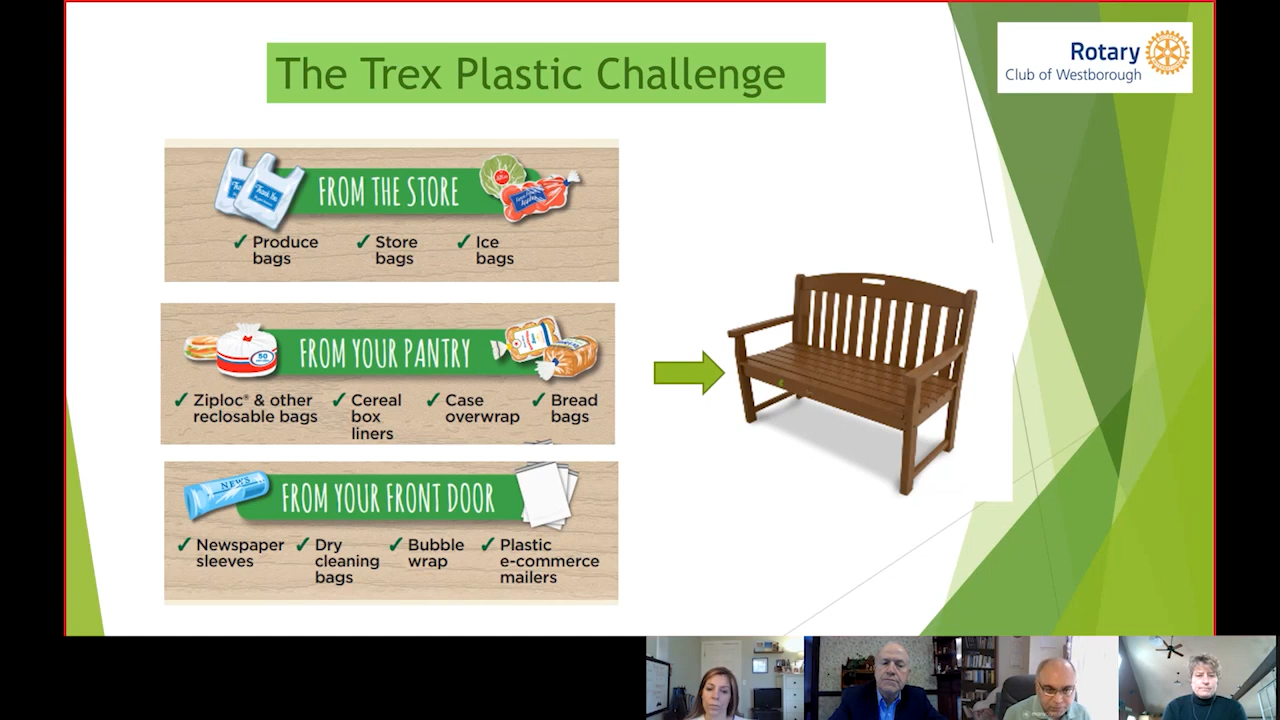 The Trex Plastic Challenge
Rotary
Club of Westborough
FROM THE STORE
✓ Produce bags
✓ Store bags
✓ Ice bags
FROM YOUR PANTRY
50
✓ Ziploc® & other reclosable bags
✓ Cereal box liners
✓ Case overwrap
✓ Bread bags
NEWS
FROM YOUR FRONT DOOR
✓ Newspaper sleeves
✓ Dry cleaning bags
✓ Bubble wrap
✓ Plastic e-commerce mailers